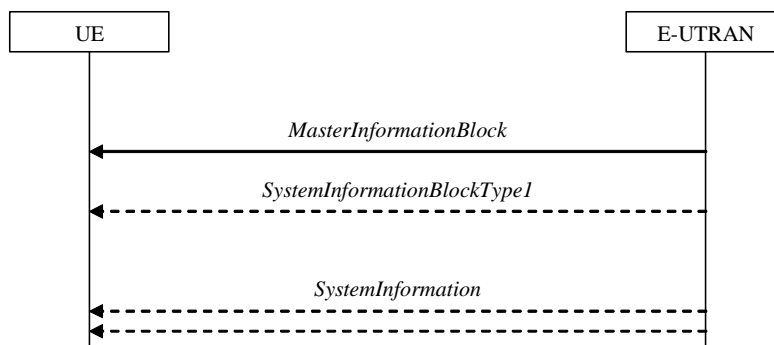 UE
E-UTRAN
MasterInformationBlock
SystemInformationBlockType1
SystemInformation